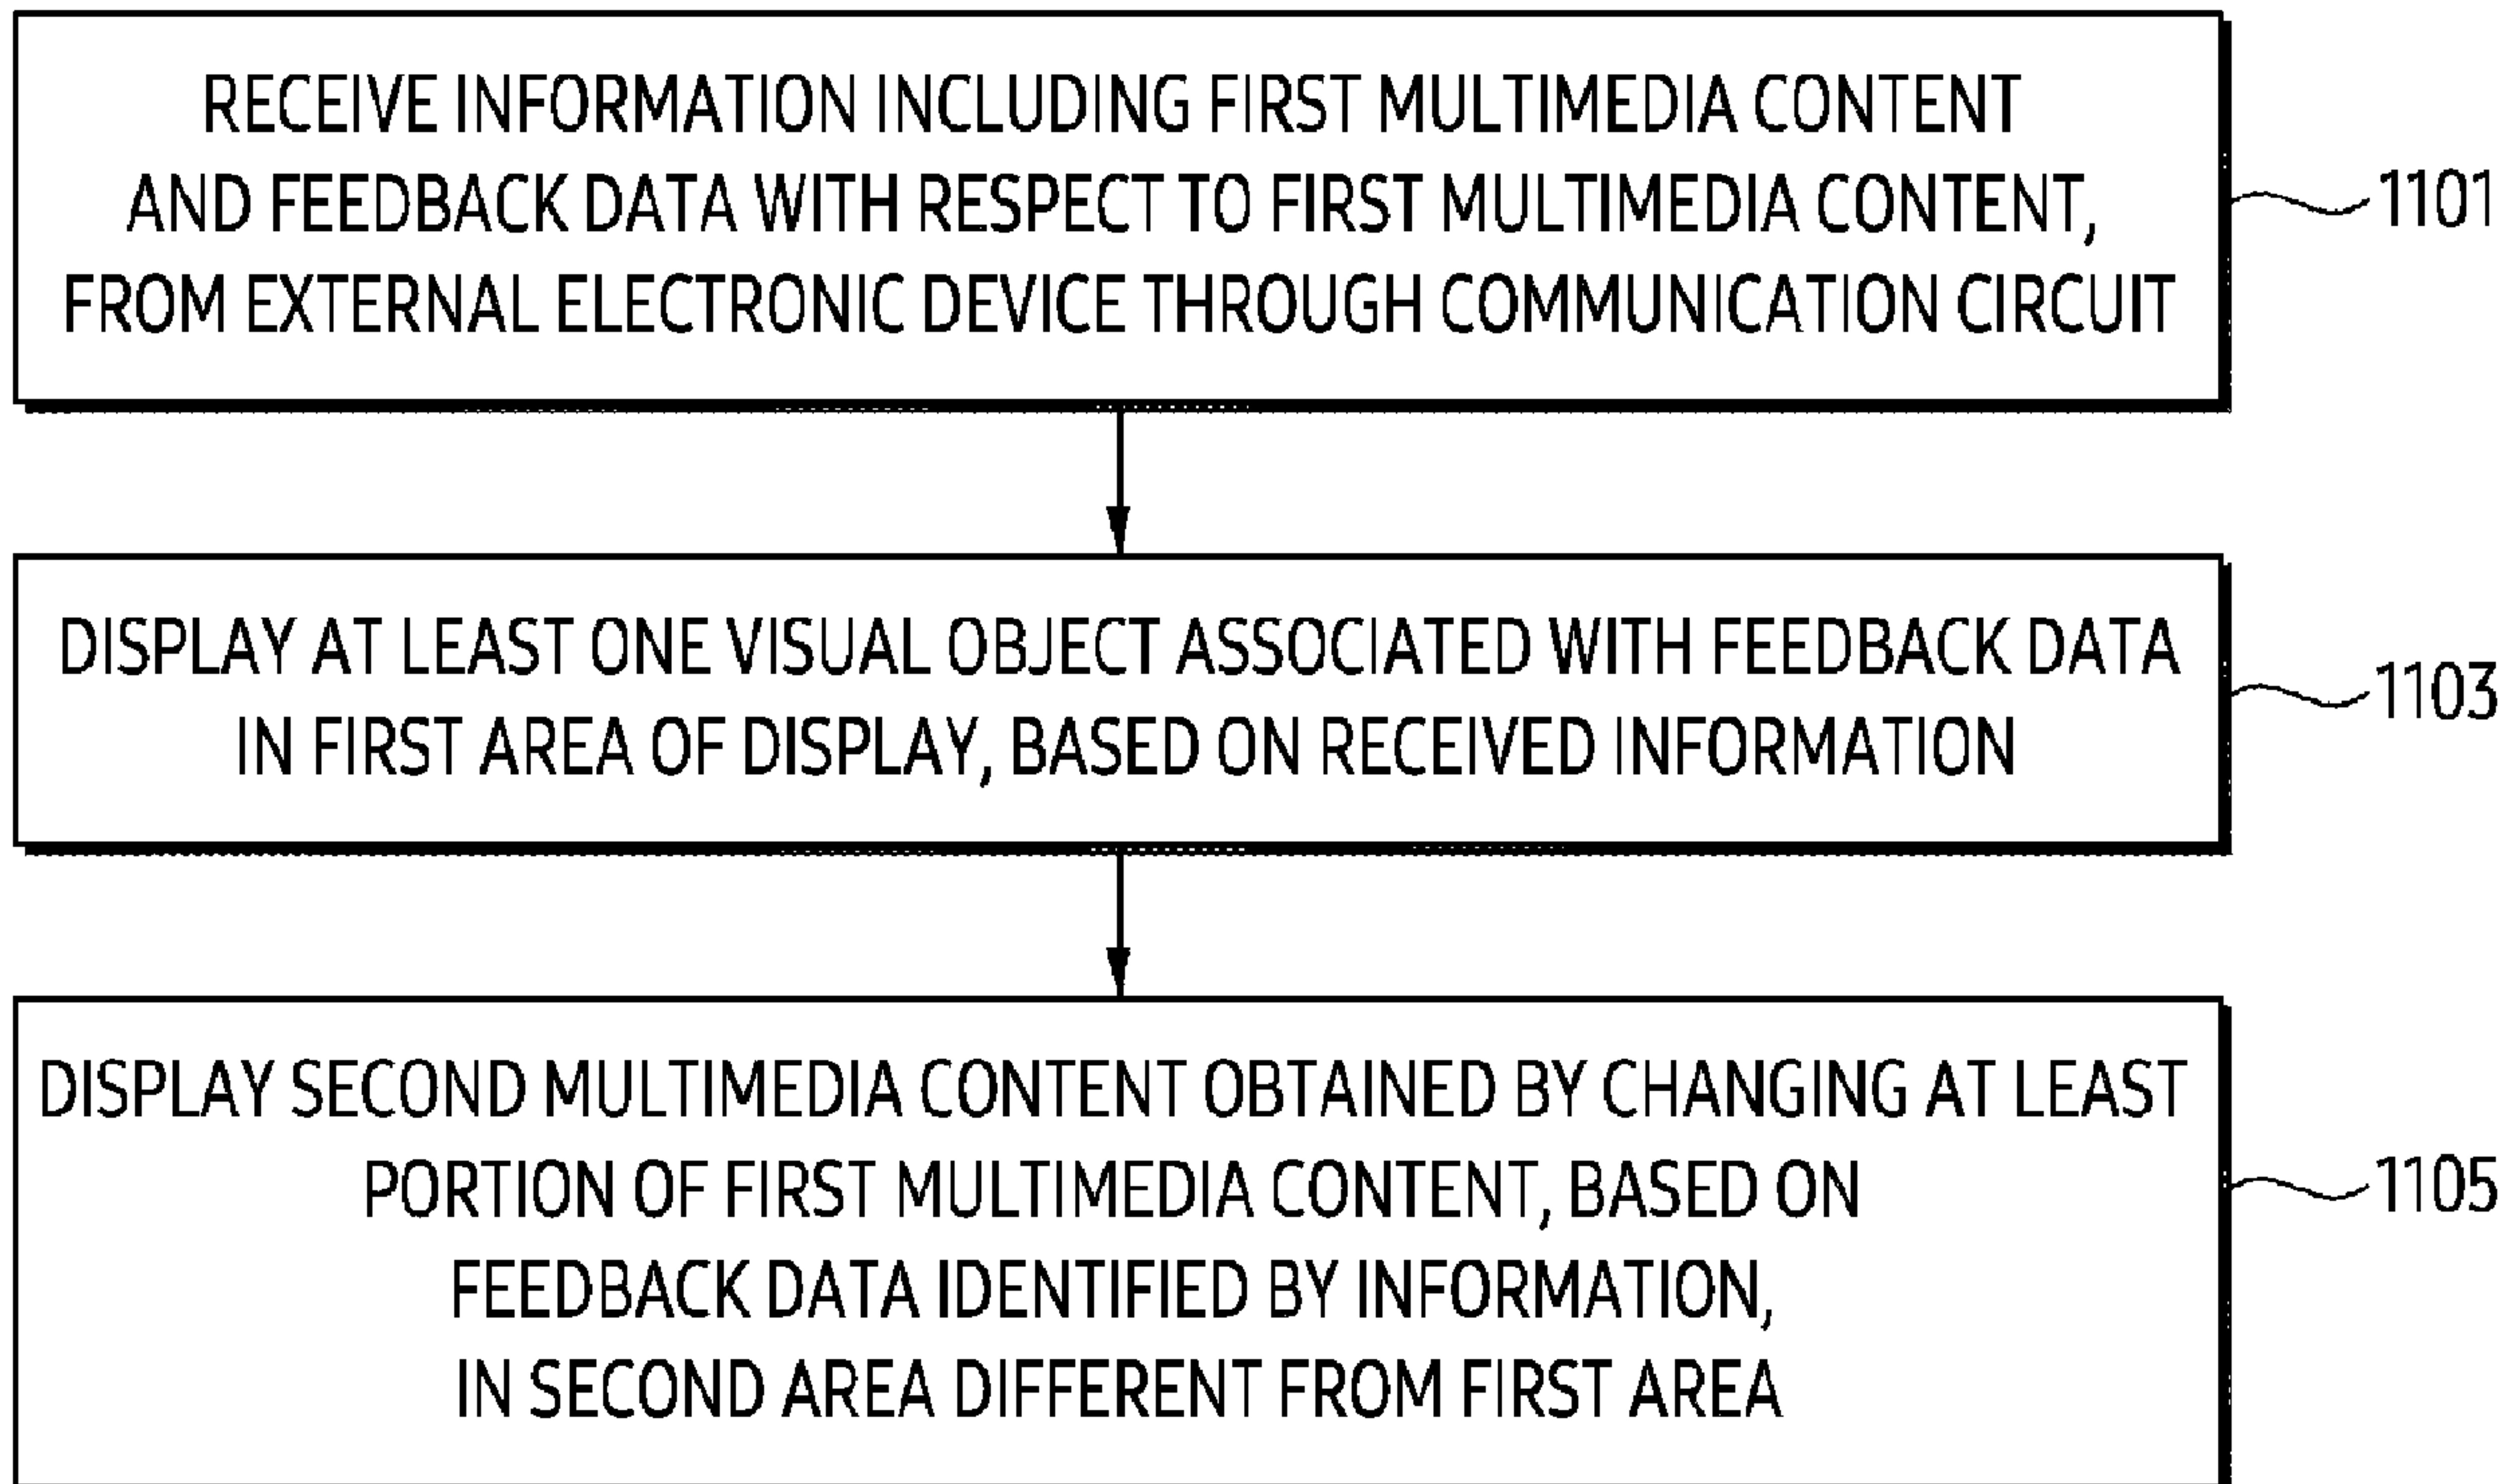 RECEIVE INFORMATION INCLUDING FIRST MULTIMEDIA CONTENT
AND FEEDBACK DATA WITH RESPECT TO FIRST MULTIMEDIA CONTENT,
FROM EXTERNAL ELECTRONIC DEVICE THROUGH COMMUNICATION CIRCUIT
1101
DISPLAY AT LEAST ONE VISUAL OBJECT ASSOCIATED WITH FEEDBACK DATA
IN FIRST AREA OF DISPLAY, BASED ON RECEIVED INFORMATION
1103
DISPLAY SECOND MULTIMEDIA CONTENT OBTAINED BY CHANGING AT LEAST
PORTION OF FIRST MULTIMEDIA CONTENT, BASED ON
FEEDBACK DATA IDENTIFIED BY INFORMATION,
IN SECOND AREA DIFFERENT FROM FIRST AREA
1105